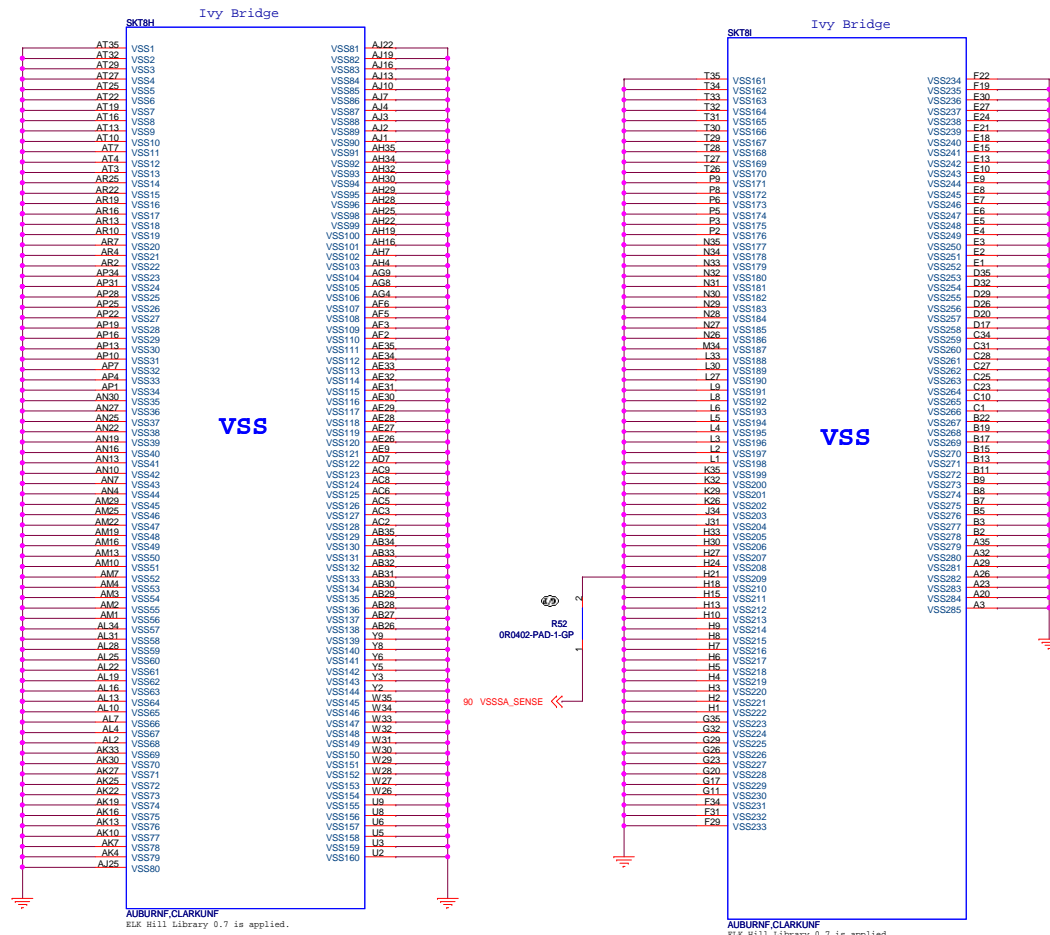 Ivy Bridge
SKT8H
AT35 VSS1 VSS81 AJ22
AT32 VSS2 VSS82 AJ19
AT29 VSS3 VSS83 AJ16
AT27 VSS4 VSS84 AJ13
AT25 VSS5 VSS85 AJ10
AT22 VSS6 VSS86 AJ7
AT19 VSS7 VSS87 AJ4
AT16 VSS8 VSS88 AJ3
AT13 VSS9 VSS89 AJ2
AT10 VSS10 VSS90 AJ1
AT7 VSS11 VSS91 AH35
AT4 VSS12 VSS92 AH34
AT3 VSS13 VSS93 AH32
AR25 VSS14 VSS94 AH30
AR22 VSS15 VSS95 AH29
AR19 VSS16 VSS96 AH28
AR16 VSS17 VSS98 AH25
AR13 VSS18 VSS99 AH22
AR10 VSS19 VSS100 AH19
AR7 VSS20 VSS101 AH16
AR4 VSS21 VSS102 AH7
AR2 VSS22 VSS103 AH4
AP34 VSS23 VSS104 AG9
AP31 VSS24 VSS105 AG8
AP28 VSS25 VSS106 AG4
AP25 VSS26 VSS107 AF6
AP22 VSS27 VSS108 AF5
AP19 VSS28 VSS109 AF3
AP16 VSS29 VSS110 AF2
AP13 VSS30 VSS111 AE35
AP10 VSS31 VSS112 AE34
AP7 VSS32 VSS113 AE33
AP4 VSS33 VSS114 AE32
AP1 VSS34 VSS115 AE31
AN30 VSS35 VSS116 AE30
AN27 VSS36 VSS117 AE29
AN25 VSS37 VSS118 AE28
AN22 VSS38 VSS119 AE27
AN19 VSS39 VSS120 AE26
AN16 VSS40 VSS121 AE9
AN13 VSS41 VSS122 AD7
AN10 VSS42 VSS123 AC9
AN7 VSS43 VSS124 AC8
AN4 VSS44 VSS125 AC6
AM29 VSS45 VSS126 AC5
AM25 VSS46 VSS127 AC3
AM22 VSS47 VSS128 AC2
AM19 VSS48 VSS129 AB35
AM16 VSS49 VSS130 AB34
AM13 VSS50 VSS131 AB33
AM10 VSS51 VSS132 AB32
AM7 VSS52 VSS133 AB31
AM4 VSS53 VSS134 AB30
AM3 VSS54 VSS135 AB29
AM2 VSS55 VSS136 AB28
AM1 VSS56 VSS137 AB27
AL34 VSS57 VSS138 AB26
AL31 VSS58 VSS139 Y9
AL28 VSS59 VSS140 Y8
AL25 VSS60 VSS141 Y6
AL22 VSS61 VSS142 Y5
AL19 VSS62 VSS143 Y3
AL16 VSS63 VSS144 Y2
AL13 VSS64 VSS145 W35
AL10 VSS65 VSS146 W34
AL7 VSS66 VSS147 W33
AL4 VSS67 VSS148 W32
AL2 VSS68 VSS149 W31
AK33 VSS69 VSS150 W30
AK30 VSS70 VSS151 W29
AK27 VSS71 VSS152 W28
AK25 VSS72 VSS153 W27
AK22 VSS73 VSS154 W26
AK19 VSS74 VSS155 U9
AK16 VSS75 VSS156 U8
AK13 VSS76 VSS157 U6
AK10 VSS77 VSS158 U5
AK7 VSS78 VSS159 U3
AK4 VSS79 VSS160 U2
AJ25 VSS80
VSS
AUBURNF,CLARKUNF
ELK Hill Library 0.7 is applied.
2
R52
0R0402-PAD-1-GP
1
90 VSSSA_SENSE
Ivy Bridge
SKT8I
T35 VSS161 VSS234 F22
T34 VSS162 VSS235 F19
T33 VSS163 VSS236 E30
T32 VSS164 VSS237 E27
T31 VSS165 VSS238 E24
T30 VSS166 VSS239 E21
T29 VSS167 VSS240 E18
T28 VSS168 VSS241 E15
T27 VSS169 VSS242 E13
T26 VSS170 VSS243 E10
P9 VSS171 VSS244 E9
P8 VSS172 VSS245 E8
P6 VSS173 VSS246 E7
P5 VSS174 VSS247 E6
P3 VSS175 VSS248 E5
P2 VSS176 VSS249 E4
N35 VSS177 VSS250 E3
N34 VSS178 VSS251 E2
N33 VSS179 VSS252 E1
N32 VSS180 VSS253 D35
N31 VSS181 VSS254 D32
N30 VSS182 VSS255 D29
N29 VSS183 VSS256 D26
N28 VSS184 VSS257 D20
N27 VSS185 VSS258 D17
N26 VSS186 VSS259 C34
M34 VSS187 VSS260 C31
L33 VSS188 VSS261 C28
L30 VSS189 VSS262 C27
L27 VSS190 VSS263 C25
L9 VSS191 VSS264 C23
L8 VSS192 VSS265 C10
L6 VSS193 VSS266 C1
L5 VSS194 VSS267 B22
L4 VSS195 VSS268 B19
L3 VSS196 VSS269 B17
L2 VSS197 VSS270 B15
L1 VSS198 VSS271 B13
K35 VSS199 VSS272 B11
K32 VSS200 VSS273 B9
K29 VSS201 VSS274 B8
K26 VSS202 VSS275 B7
J34 VSS203 VSS276 B5
J31 VSS204 VSS277 B3
H33 VSS205 VSS278 B2
H30 VSS206 VSS279 A35
H27 VSS207 VSS280 A32
H24 VSS208 VSS281 A29
H21 VSS209 VSS282 A26
H18 VSS210 VSS283 A23
H15 VSS211 VSS284 A20
H13 VSS212 VSS285 A3
H10 VSS213
H9 VSS214
H8 VSS215
H7 VSS216
H6 VSS217
H5 VSS218
H4 VSS219
H3 VSS220
H2 VSS221
H1 VSS222
G35 VSS223
G32 VSS224
G29 VSS225
G26 VSS226
G23 VSS227
G20 VSS228
G17 VSS229
G11 VSS230
F34 VSS231
F31 VSS232
F29 VSS233
VSS
AUBURNF,CLARKUNF
ELK Hill Library 0.7 is applied